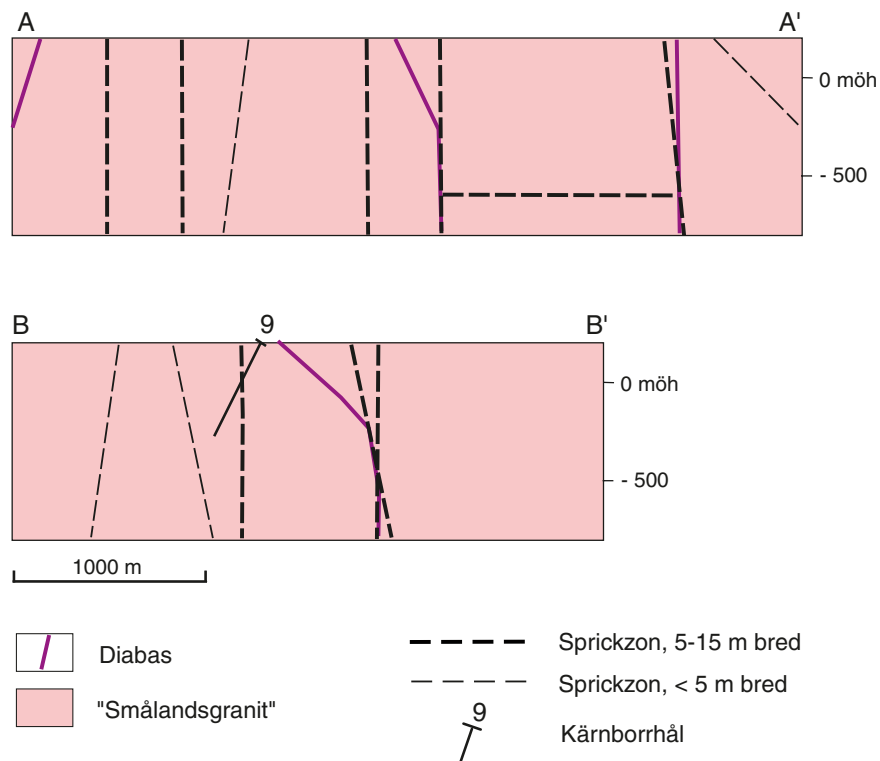 A A'
0 möh
- 500
B 9 B'
0 möh
- 500
1000 m
Diabas
"Smålandsgranit"
Sprickzon, 5-15 m bred
Sprickzon, < 5 m bred
9
Kärnborrhål